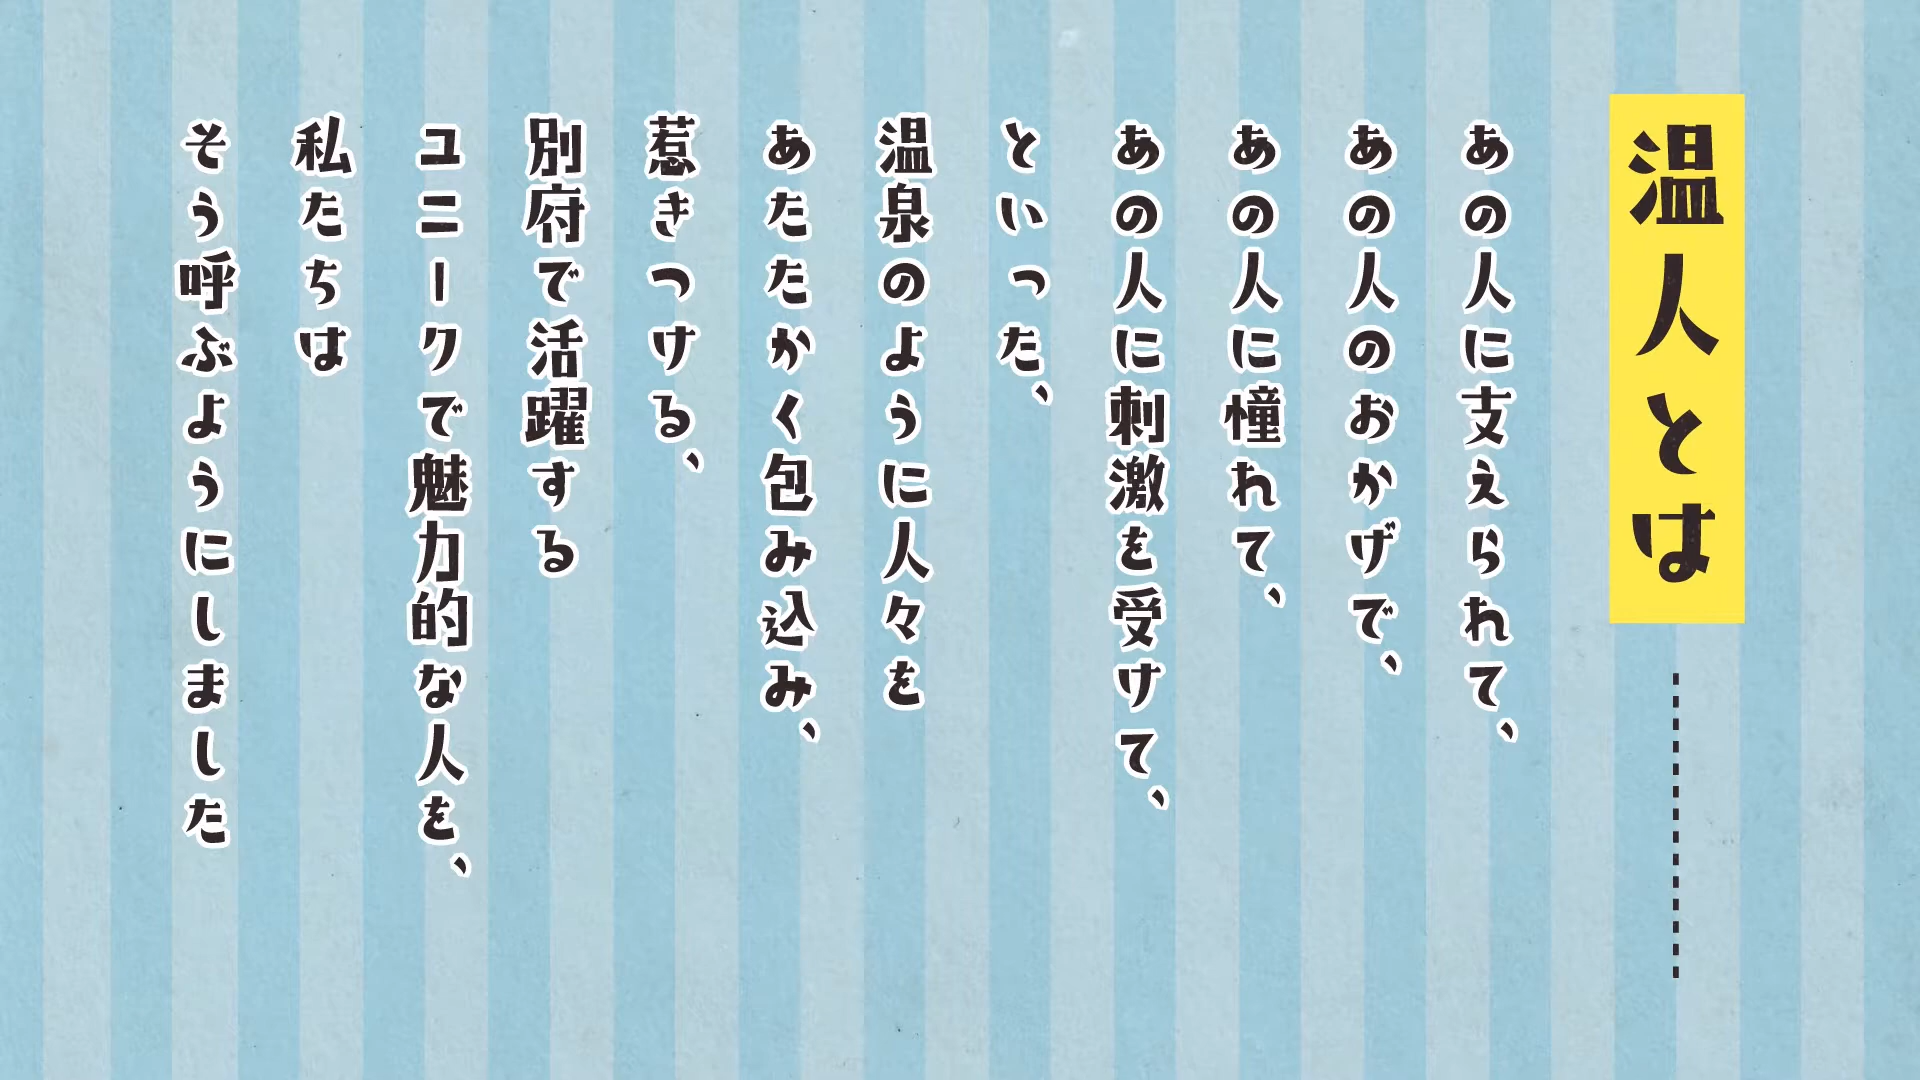 温人とは
あの人に支えられて、
あの人のおかげで、
あの人に憧れて、
あの人に刺激を受けて、
といった、
温泉のように人々を
あたたかく包み込み、
惹きつける、
別府で活躍する
ユニークで魅力的な人を、
私たちは
そう呼ぶようにしました